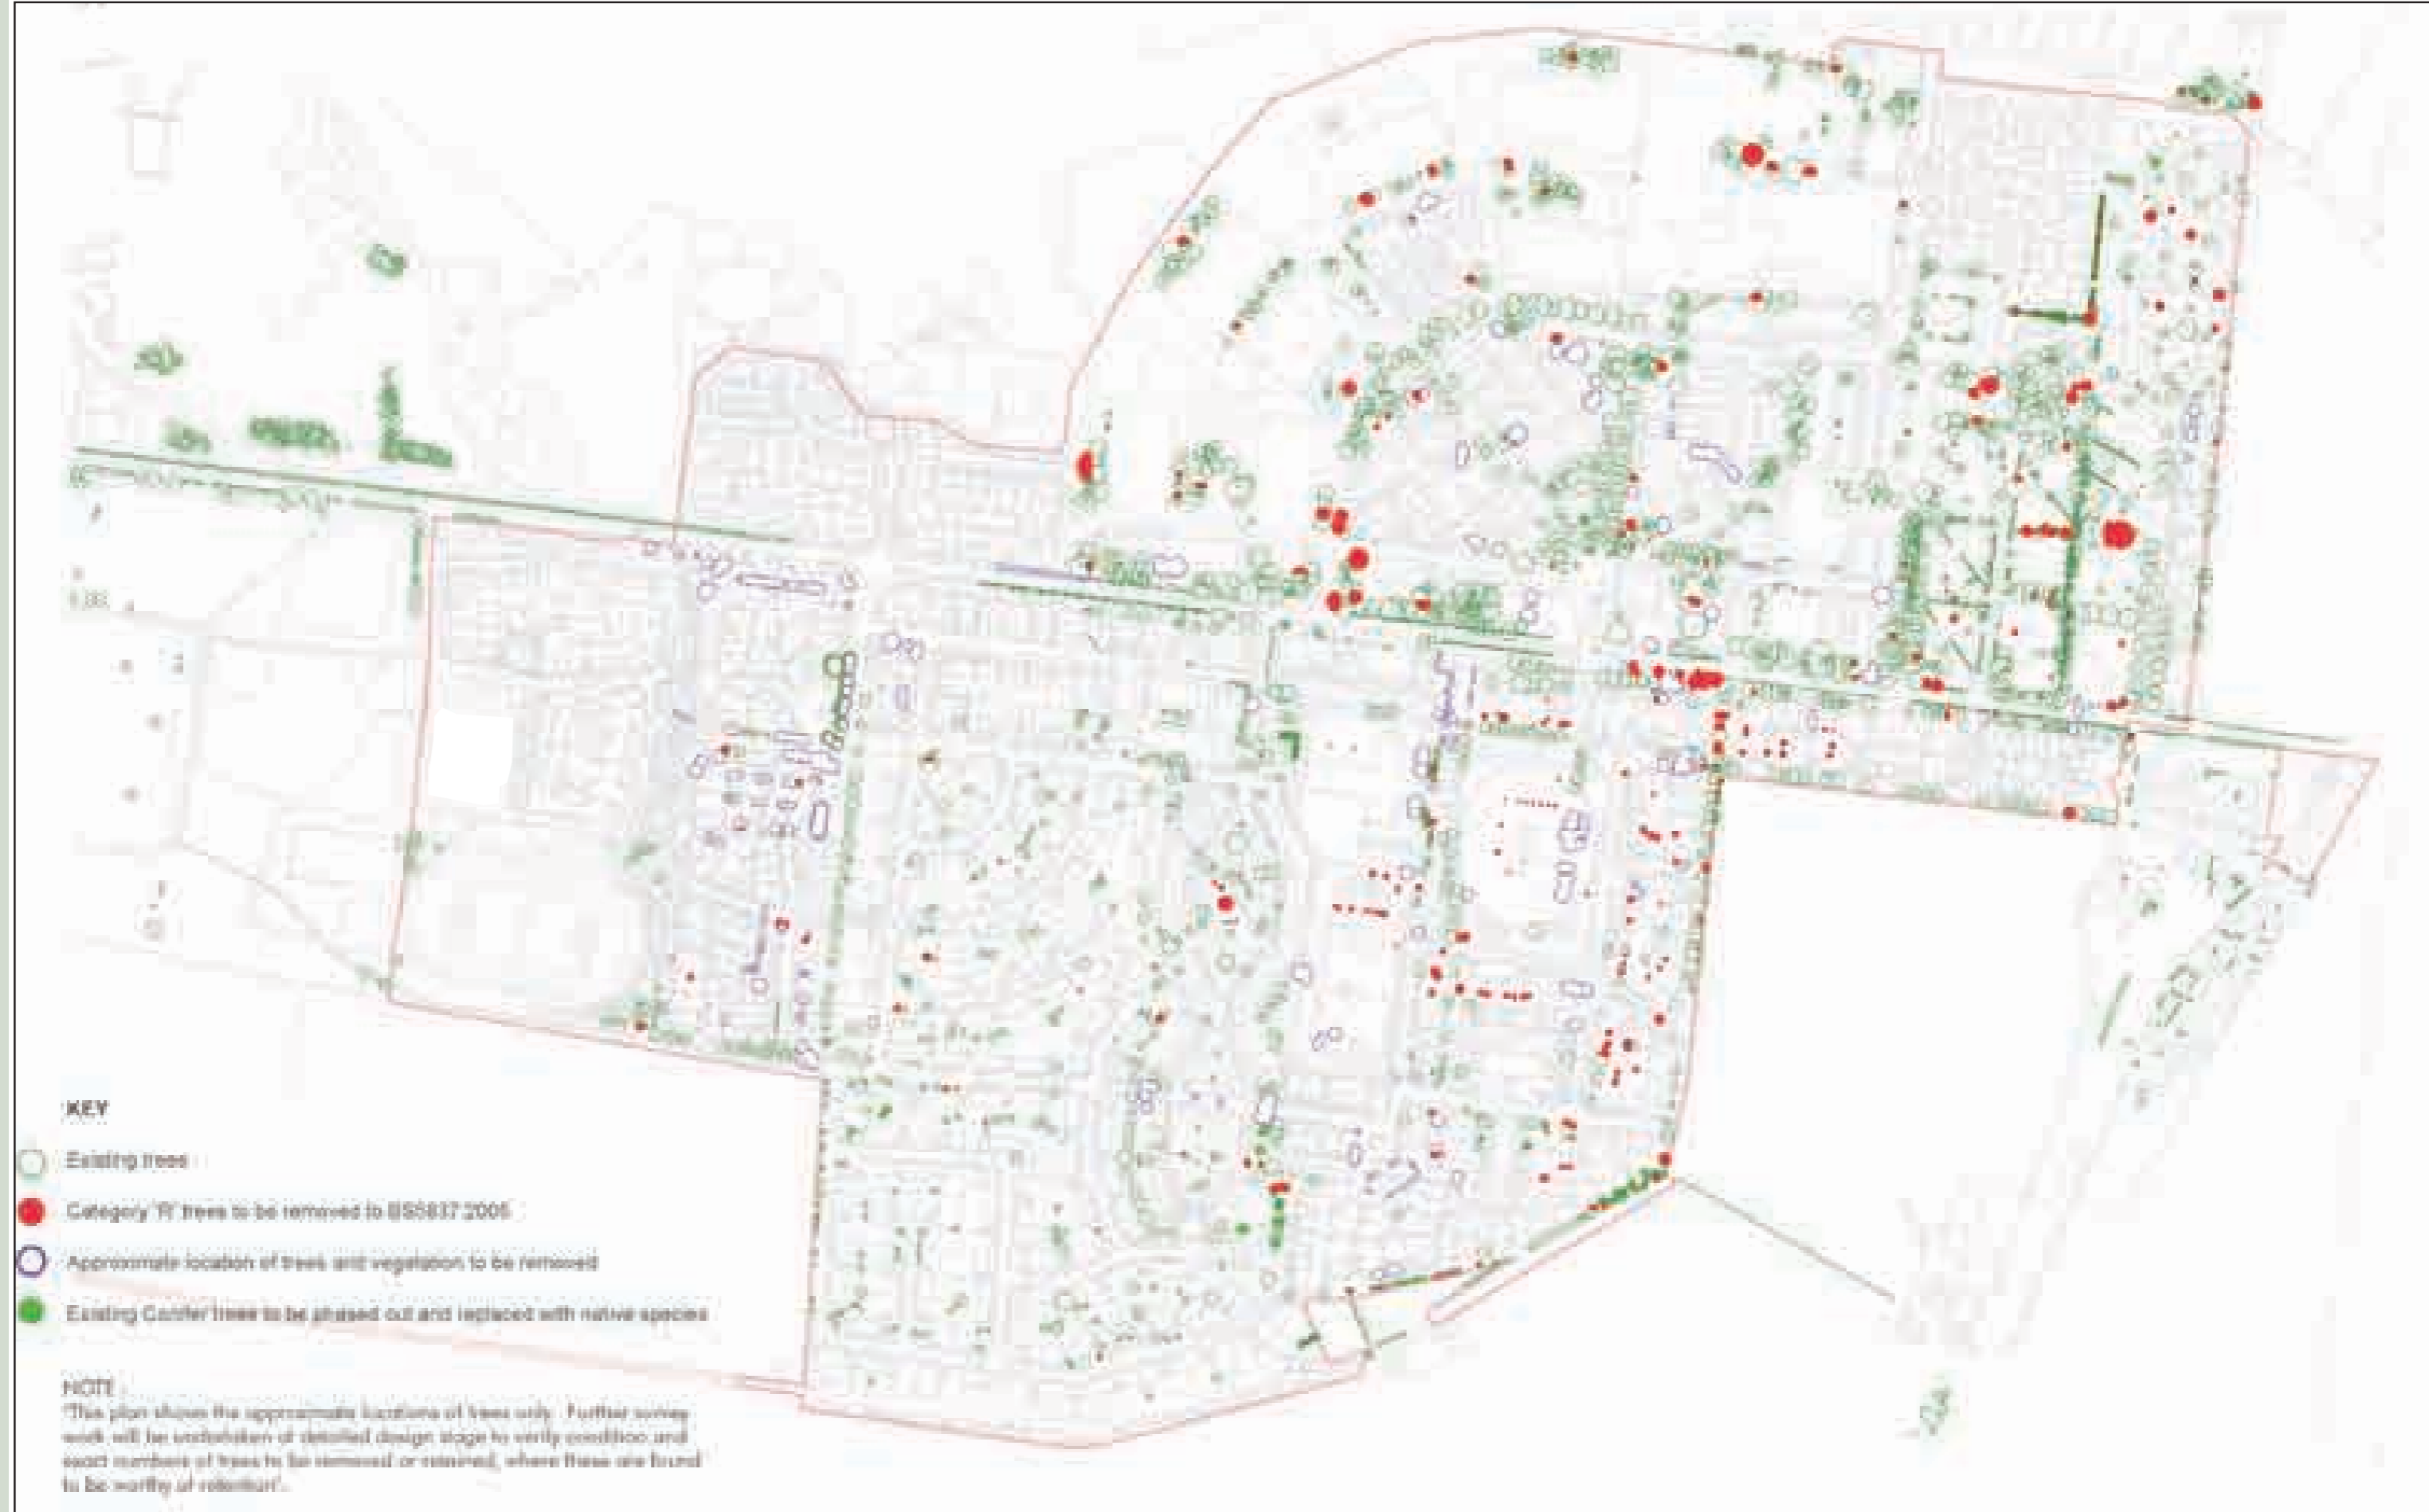 KEY
Existing trees
Category 'R' trees to be removed to BS5837:2005
Approximate location of trees and vegetation to be removed
Existing Conifer trees to be phased out and replaced with native species
NOTE :
'This plan shows the approximate locations of trees only. Further survey
work will be undertaken at detailed design stage to verify condition and
exact numbers of trees to be removed or retained, where these are found
to be worthy of retention'.